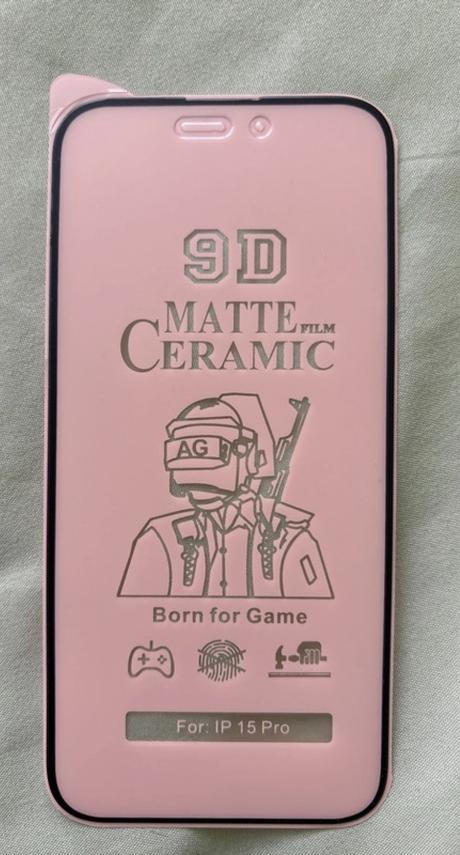 9D
MATTE FILM
CERAMIC
AG
Born for Game
For: IP 15 Pro